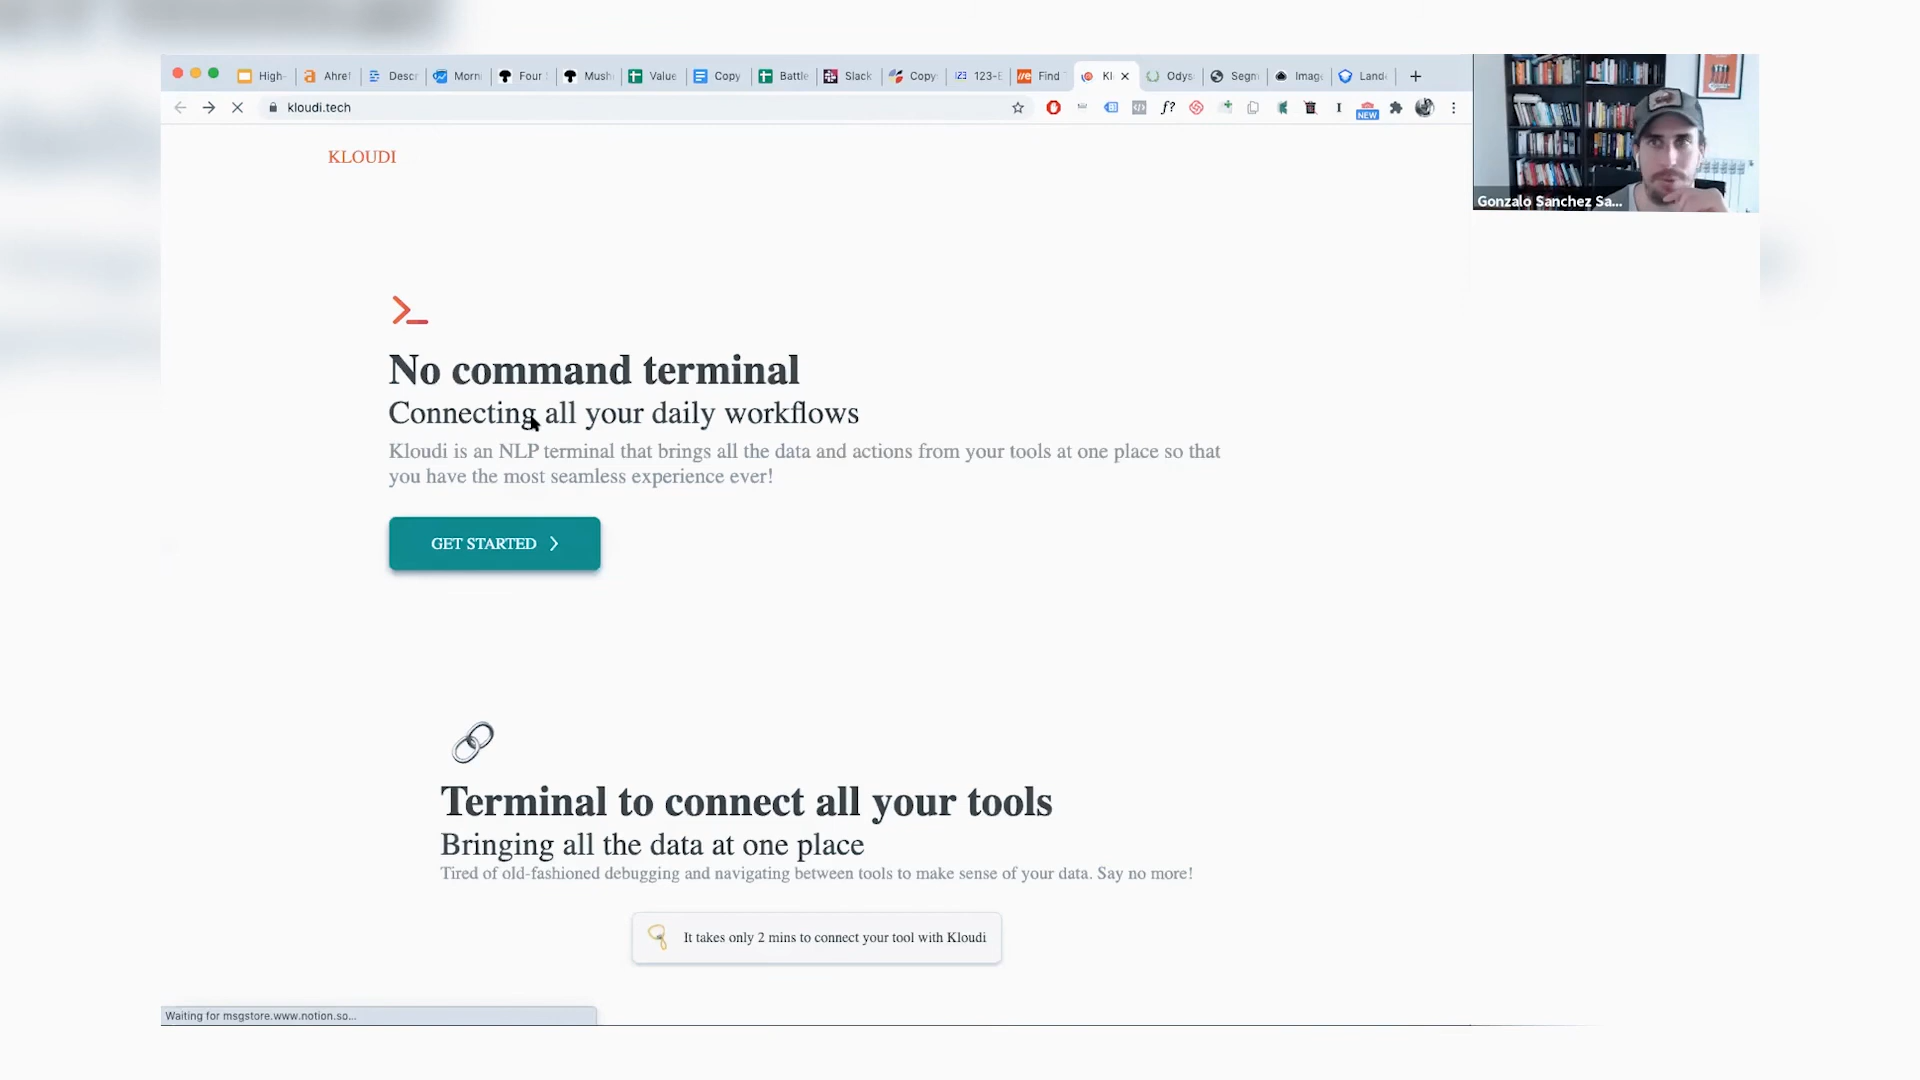 High-
Ahref
Descr
Morni
Four
Mush
Value
Copy
Battle
Slack
Copy
123-E
Find
Kl
Odys
Segm
Imag
Land
kloudi.tech
f?
NEW
Gonzalo Sanchez Sa...
KLOUDI
No command terminal
Connecting all your daily workflows
Kloudi is an NLP terminal that brings all the data and actions from your tools at one place so that
you have the most seamless experience ever!
GET STARTED
Terminal to connect all your tools
Bringing all the data at one place
Tired of old-fashioned debugging and navigating between tools to make sense of your data. Say no more!
It takes only 2 mins to connect your tool with Kloudi
Waiting for msgstore.www.notion.so...